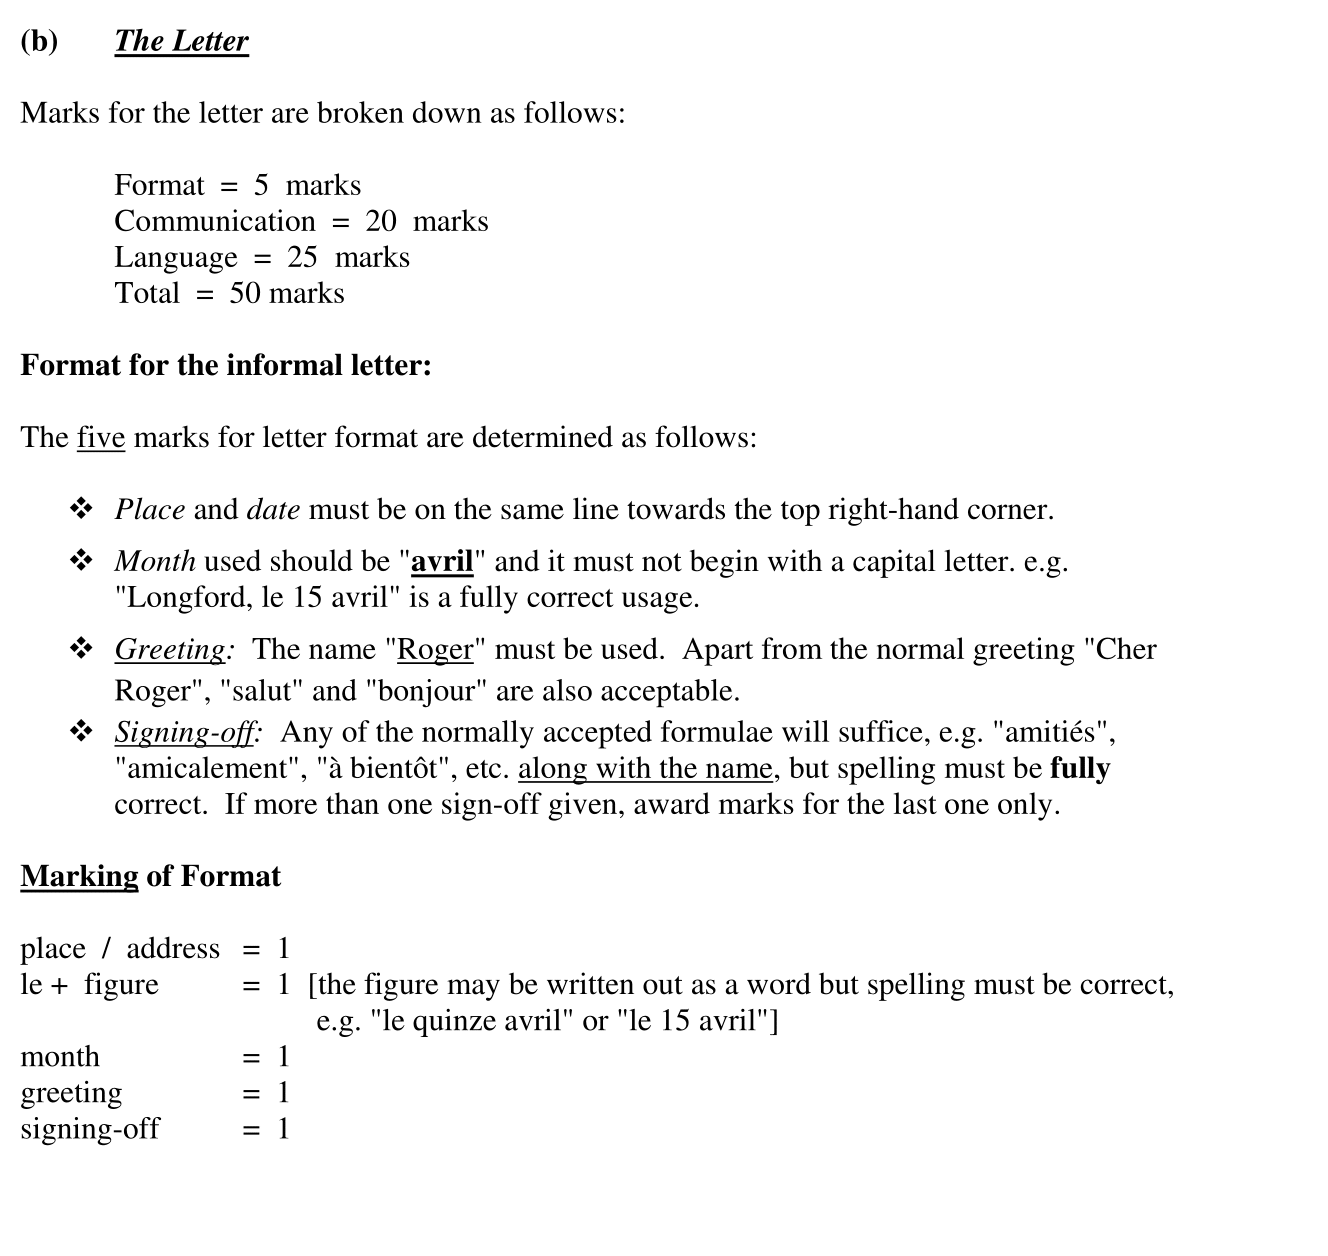 (b) The Letter
Marks for the letter are broken down as follows:
Format = 5 marks
Communication = 20 marks
Language = 25 marks
Total = 50 marks
Format for the informal letter:
The five marks for letter format are determined as follows:
❖ Place and date must be on the same line towards the top right-hand corner.
❖ Month used should be "avril" and it must not begin with a capital letter. e.g.
"Longford, le 15 avril" is a fully correct usage.
❖ Greeting: The name "Roger" must be used. Apart from the normal greeting "Cher
Roger", "salut" and "bonjour" are also acceptable.
❖ Signing-off: Any of the normally accepted formulae will suffice, e.g. "amitiés",
"amicalement", "à bientôt", etc. along with the name, but spelling must be fully
correct. If more than one sign-off given, award marks for the last one only.
Marking of Format
place / address = 1
le + figure = 1 [the figure may be written out as a word but spelling must be correct,
e.g. "le quinze avril" or "le 15 avril"]
month = 1
greeting = 1
signing-off = 1